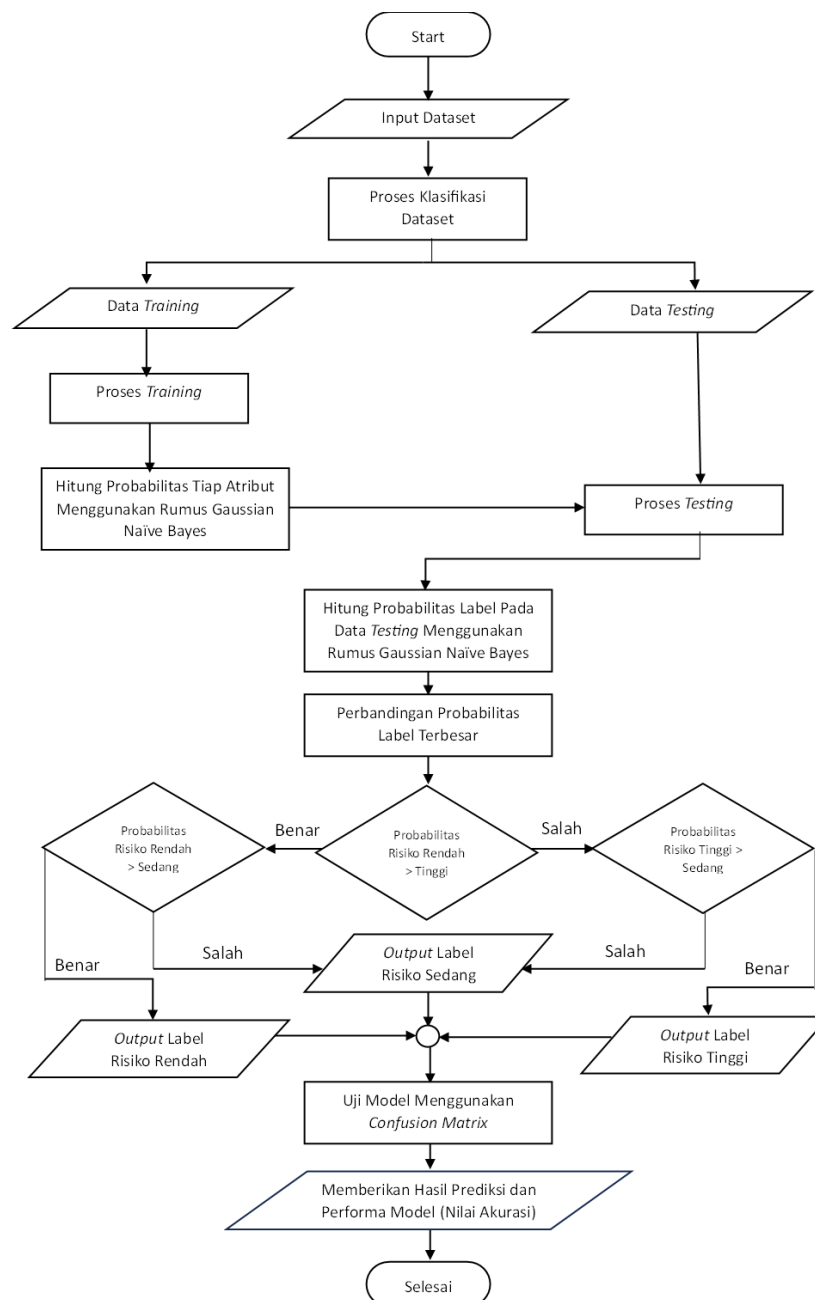 Start
Input Dataset
Proses Klasifikasi
Dataset
Data Training
Data Testing
Proses Training
Hitung Probabilitas Tiap Atribut
Menggunakan Rumus Gaussian
Naïve Bayes
Proses Testing
Hitung Probabilitas Label Pada
Data Testing Menggunakan
Rumus Gaussian Naïve Bayes
Perbandingan Probabilitas
Label Terbesar
Probabilitas
Risiko Rendah
> Sedang
Benar
Probabilitas
Risiko Rendah
> Tinggi
Salah
Probabilitas
Risiko Tinggi >
Sedang
Benar
Salah
Output Label
Risiko Sedang
Salah
Benar
Output Label
Risiko Rendah
Output Label
Risiko Tinggi
Uji Model Menggunakan
Confusion Matrix
Memberikan Hasil Prediksi dan
Performa Model (Nilai Akurasi)
Selesai